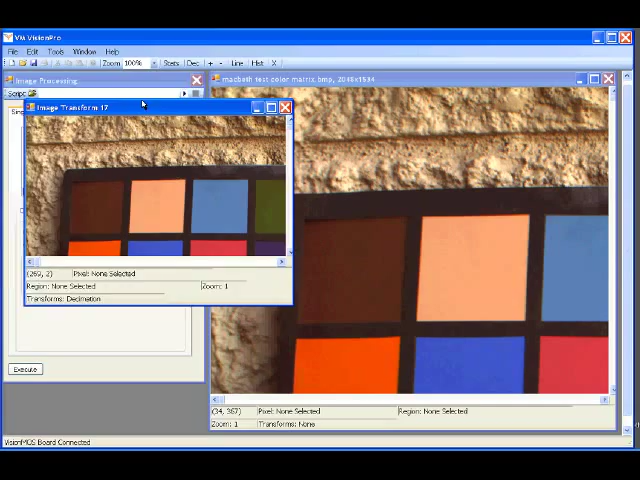 VM VisionPro
File Edit Tools Window Help
Zoom 100% Stats Dec + - Line Hist X
Image Processing
Script
Image Transform 17
(269, 2) Pixel: None Selected
Region: None Selected Zoom: 1
Transforms: Decimation
Execute
macbeth test color matrix.bmp, 2048x1534
(34, 367) Pixel: None Selected Region: None Selected
Zoom: 1 Transforms: None
VisionMOS Board Connected